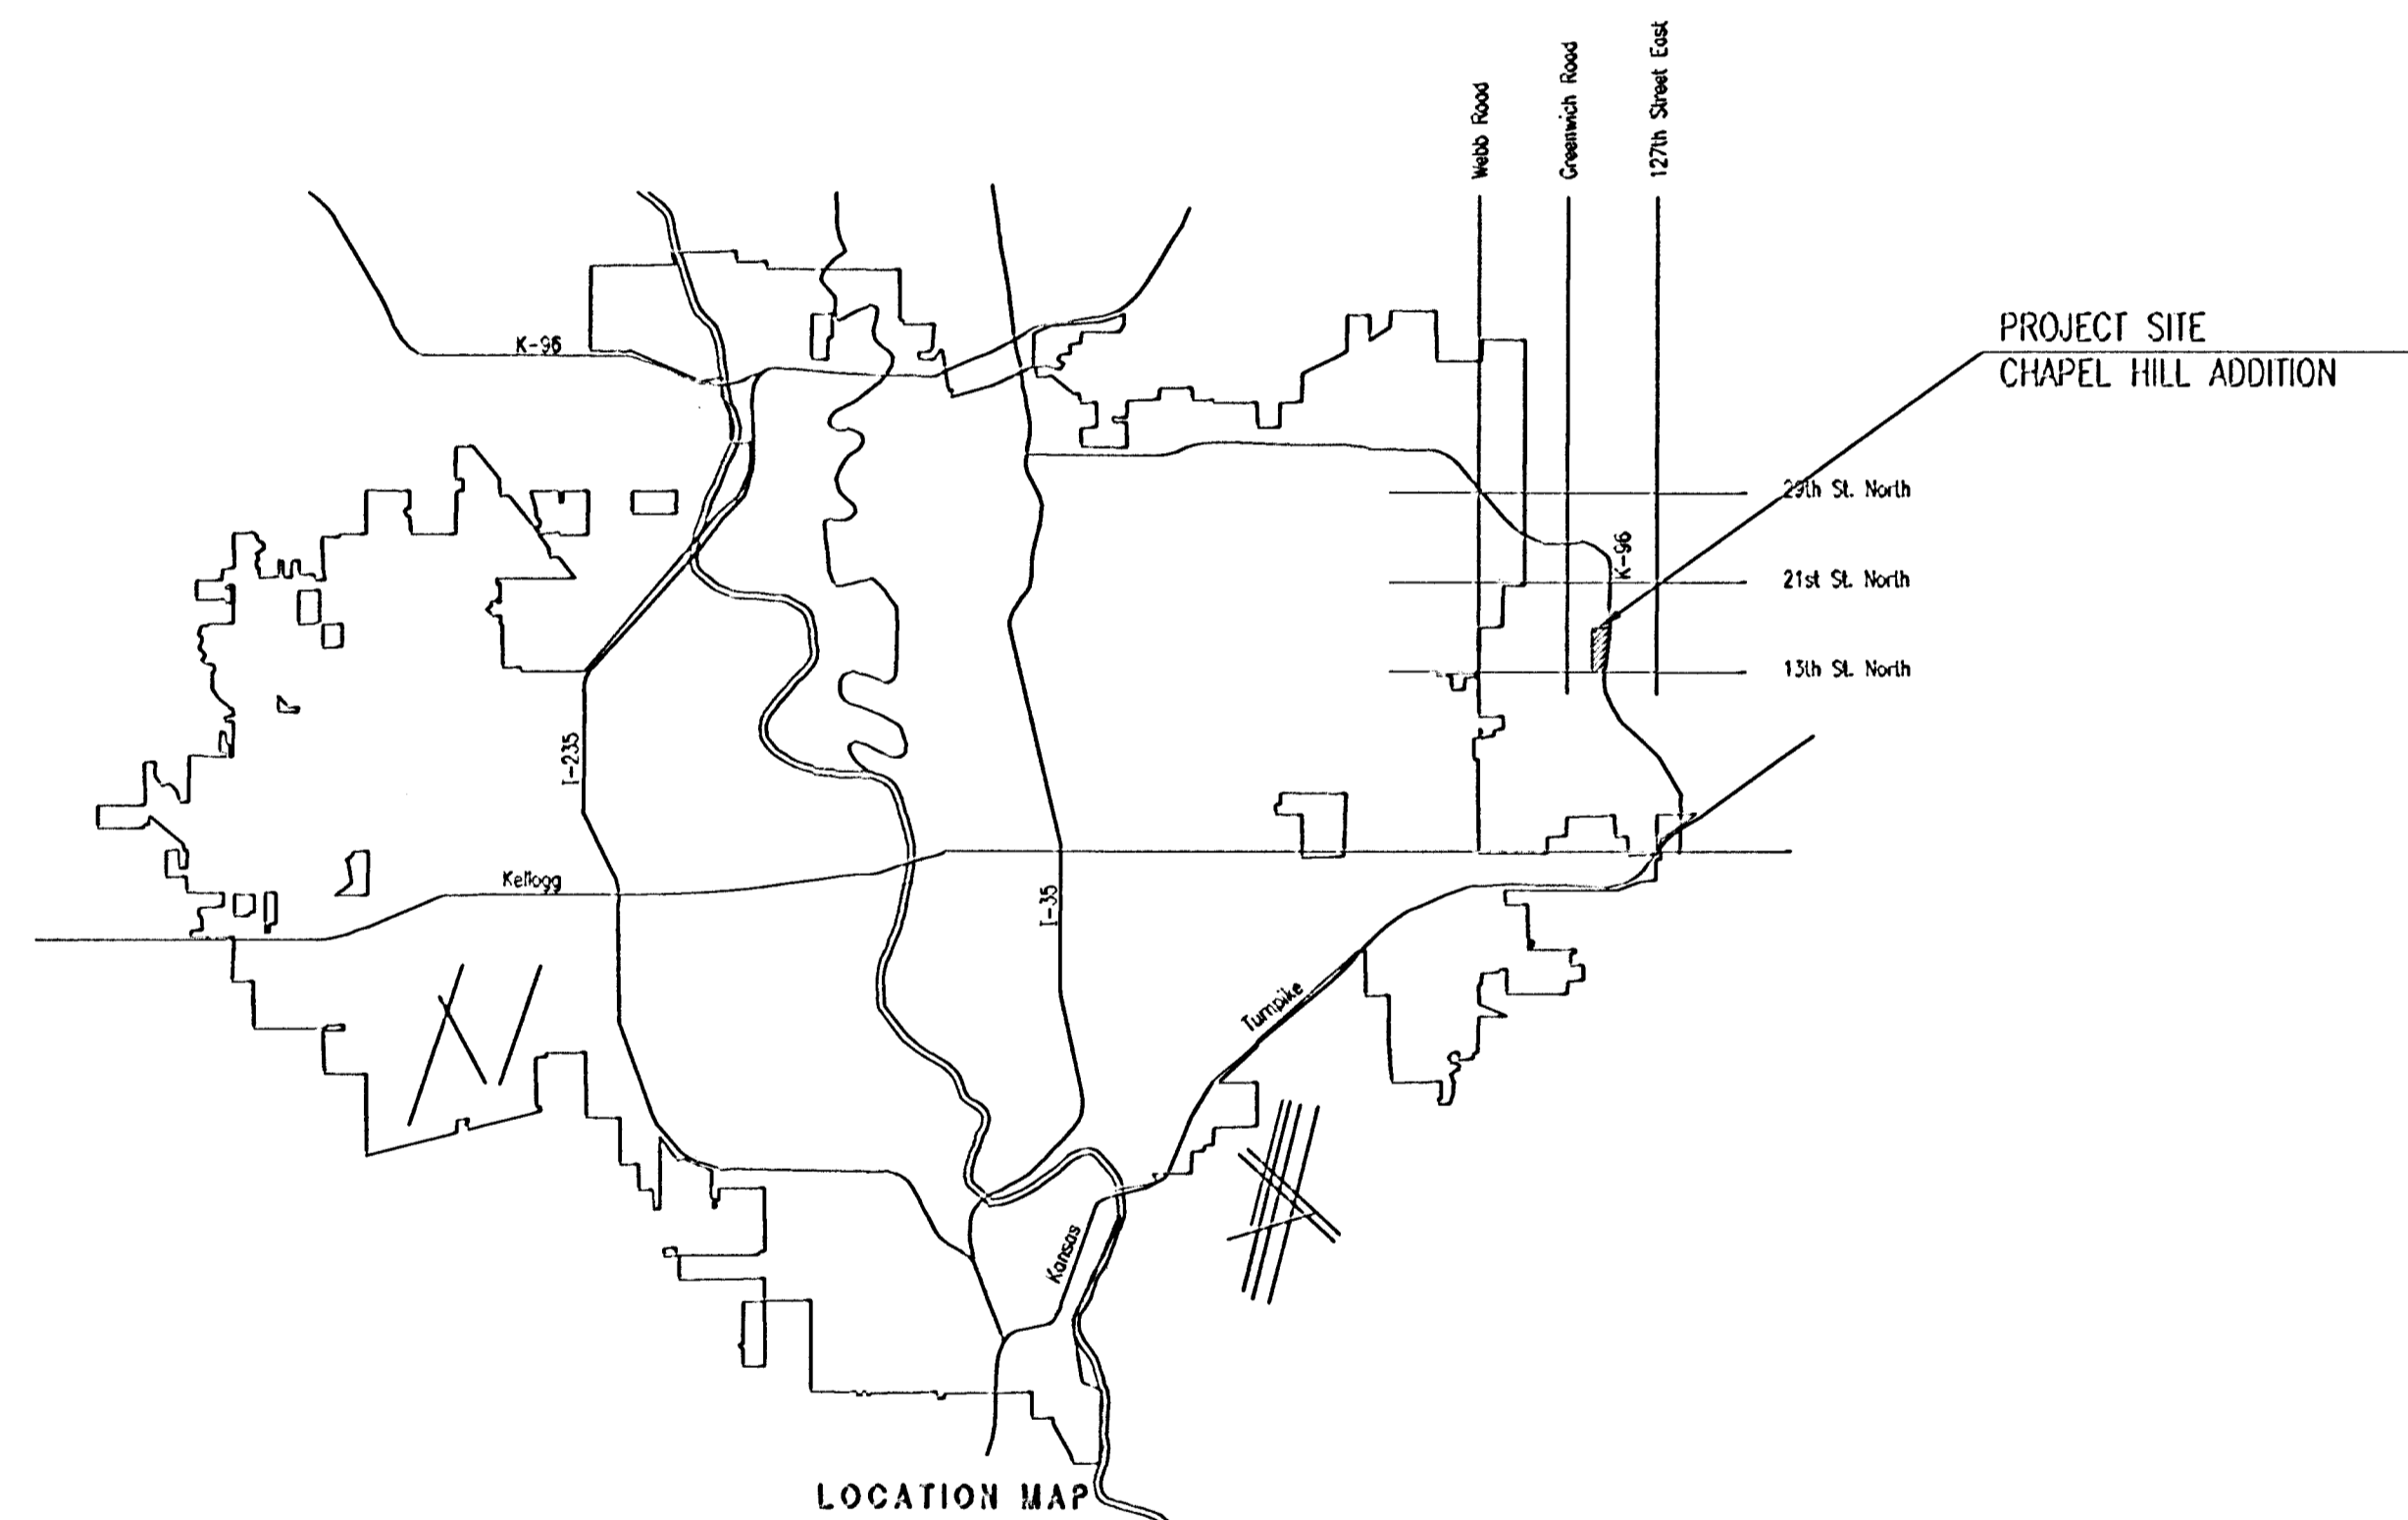 Webb Road
Greenwich Road
127th Street East
PROJECT SITE
CHAPEL HILL ADDITION
K-96
29th St. North
K-96
21st St. North
13th St. North
I-235
Kellogg
I-35
Turnpike
Kansas
LOCATION MAP